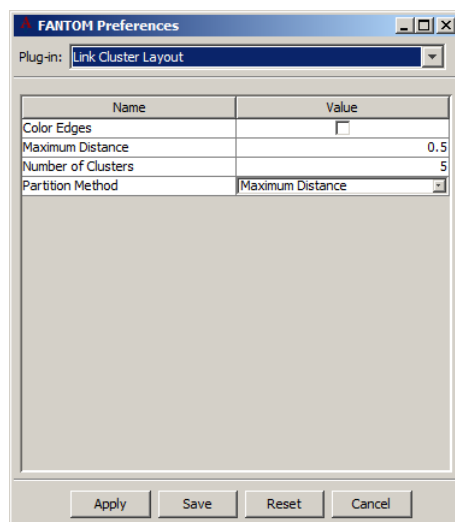 FANTOM Preferences
Plug-in: Link Cluster Layout
Name Value
Color Edges
Maximum Distance 0.5
Number of Clusters 5
Partition Method Maximum Distance
Apply Save Reset Cancel